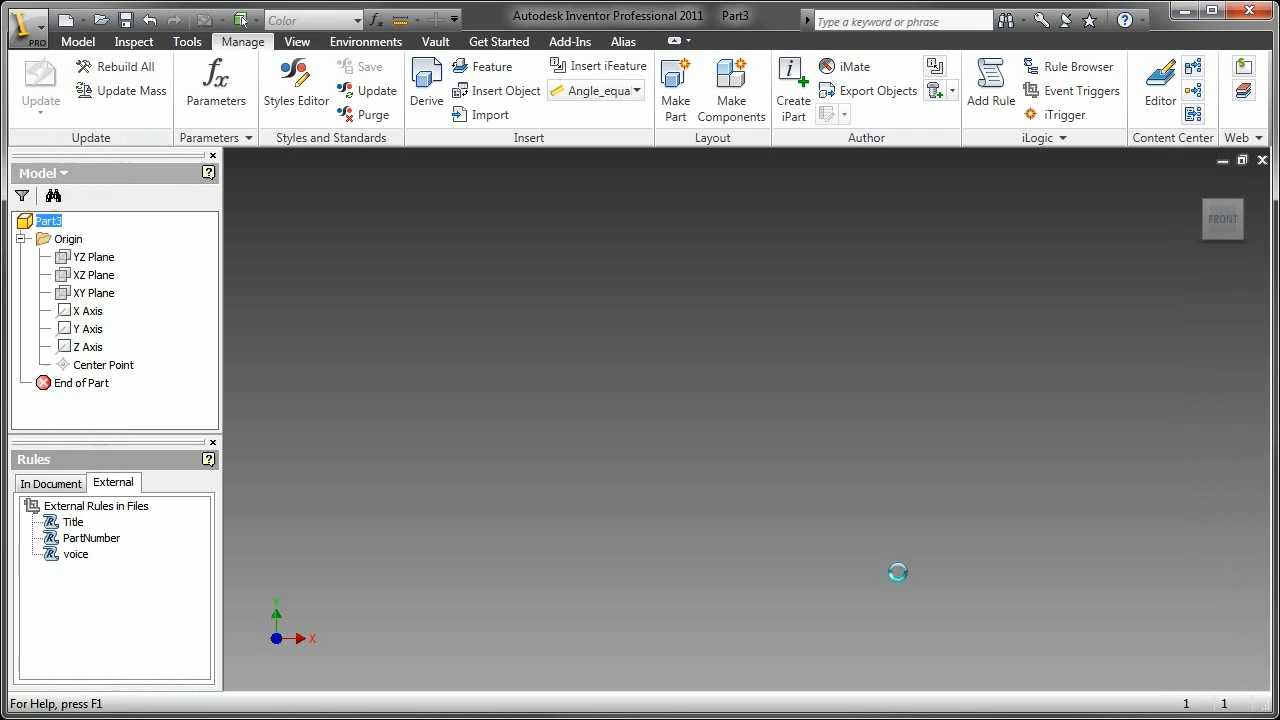 Color
Autodesk Inventor Professional 2011 Part3
Type a keyword or phrase
PRO
Model Inspect Tools Manage View Environments Vault Get Started Add-Ins Alias
Update
Rebuild All
Update Mass
Update
fx
Parameters
Parameters
Styles Editor
Save
Update
Purge
Styles and Standards
Derive
Feature
Insert Object
Import
Insert iFeature
Angle_equa
Insert
Make Part
Make Components
Layout
Create iPart
iMate
Export Objects
Author
Add Rule
Rule Browser
Event Triggers
iTrigger
iLogic
Editor
Content Center
Web
Model
Part3
Origin
YZ Plane
XZ Plane
XY Plane
X Axis
Y Axis
Z Axis
Center Point
End of Part
Rules
In Document External
External Rules in Files
Title
PartNumber
voice
FRONT
Y
X
For Help, press F1
1 1